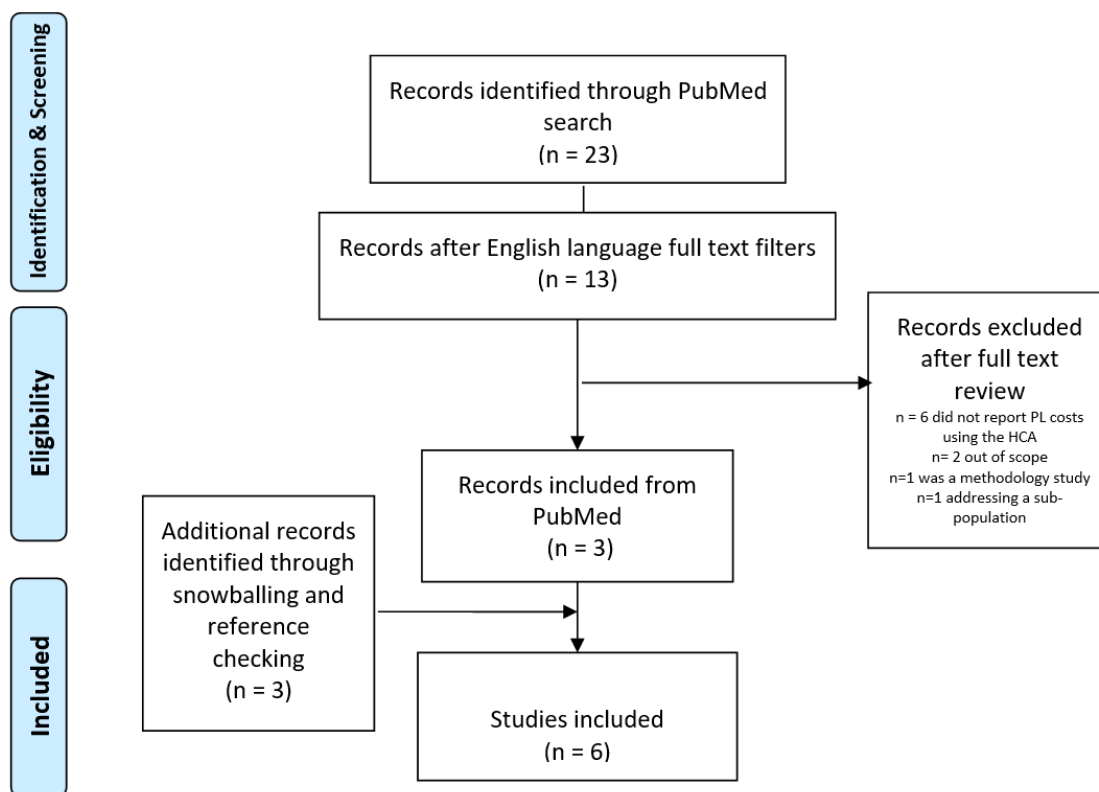 Identification & Screening
Records identified through PubMed
search
(n = 23)
Records after English language full text filters
(n = 13)
Eligibility
Records excluded
after full text
review
n = 6 did not report PL costs
using the HCA
n= 2 out of scope
n=1 was a methodology study
n=1 addressing a sub-
population
Records included from
PubMed
(n = 3)
Additional records
identified through
snowballing and
reference
checking
(n = 3)
Included
Studies included
(n = 6)